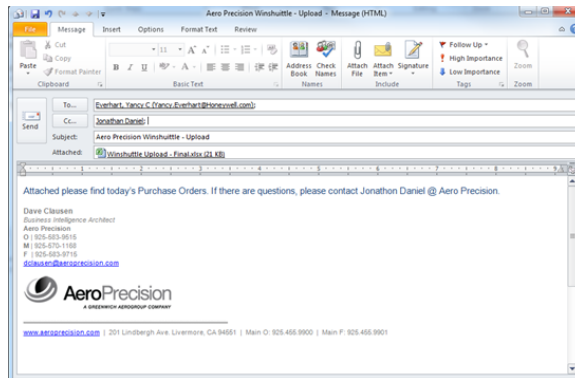 Aero Precision Winshuttle - Upload - Message (HTML)
File Message Insert Options Format Text Review
Cut
Copy
Format Painter
Paste
Clipboard
11
Basic Text
Address Book
Check Names
Names
Attach File
Attach Item
Signature
Include
Follow Up
High Importance
Low Importance
Tags
Zoom
Zoom
Send
To... Everhart, Yancy C (Yancy.Everhart@Honeywell.com);
Cc... Jonathan Daniel;
Subject: Aero Precision Winshuittle - Upload
Attached: Winshuttle Upload - Final.xlsx (21 KB)
Attached please find today's Purchase Orders. If there are questions, please contact Jonathon Daniel @ Aero Precision.
Dave Clausen
Business Intelligence Architect
Aero Precision
O | 925-583-9515
M | 925-570-1168
F | 925-583-9715
dclausen@aeroprecision.com
AeroPrecision
A GREENWICH AEROGROUP COMPANY
www.aeroprecision.com | 201 Lindbergh Ave. Livermore, CA 94551 | Main O: 925.455.9900 | Main F: 925.455.9901